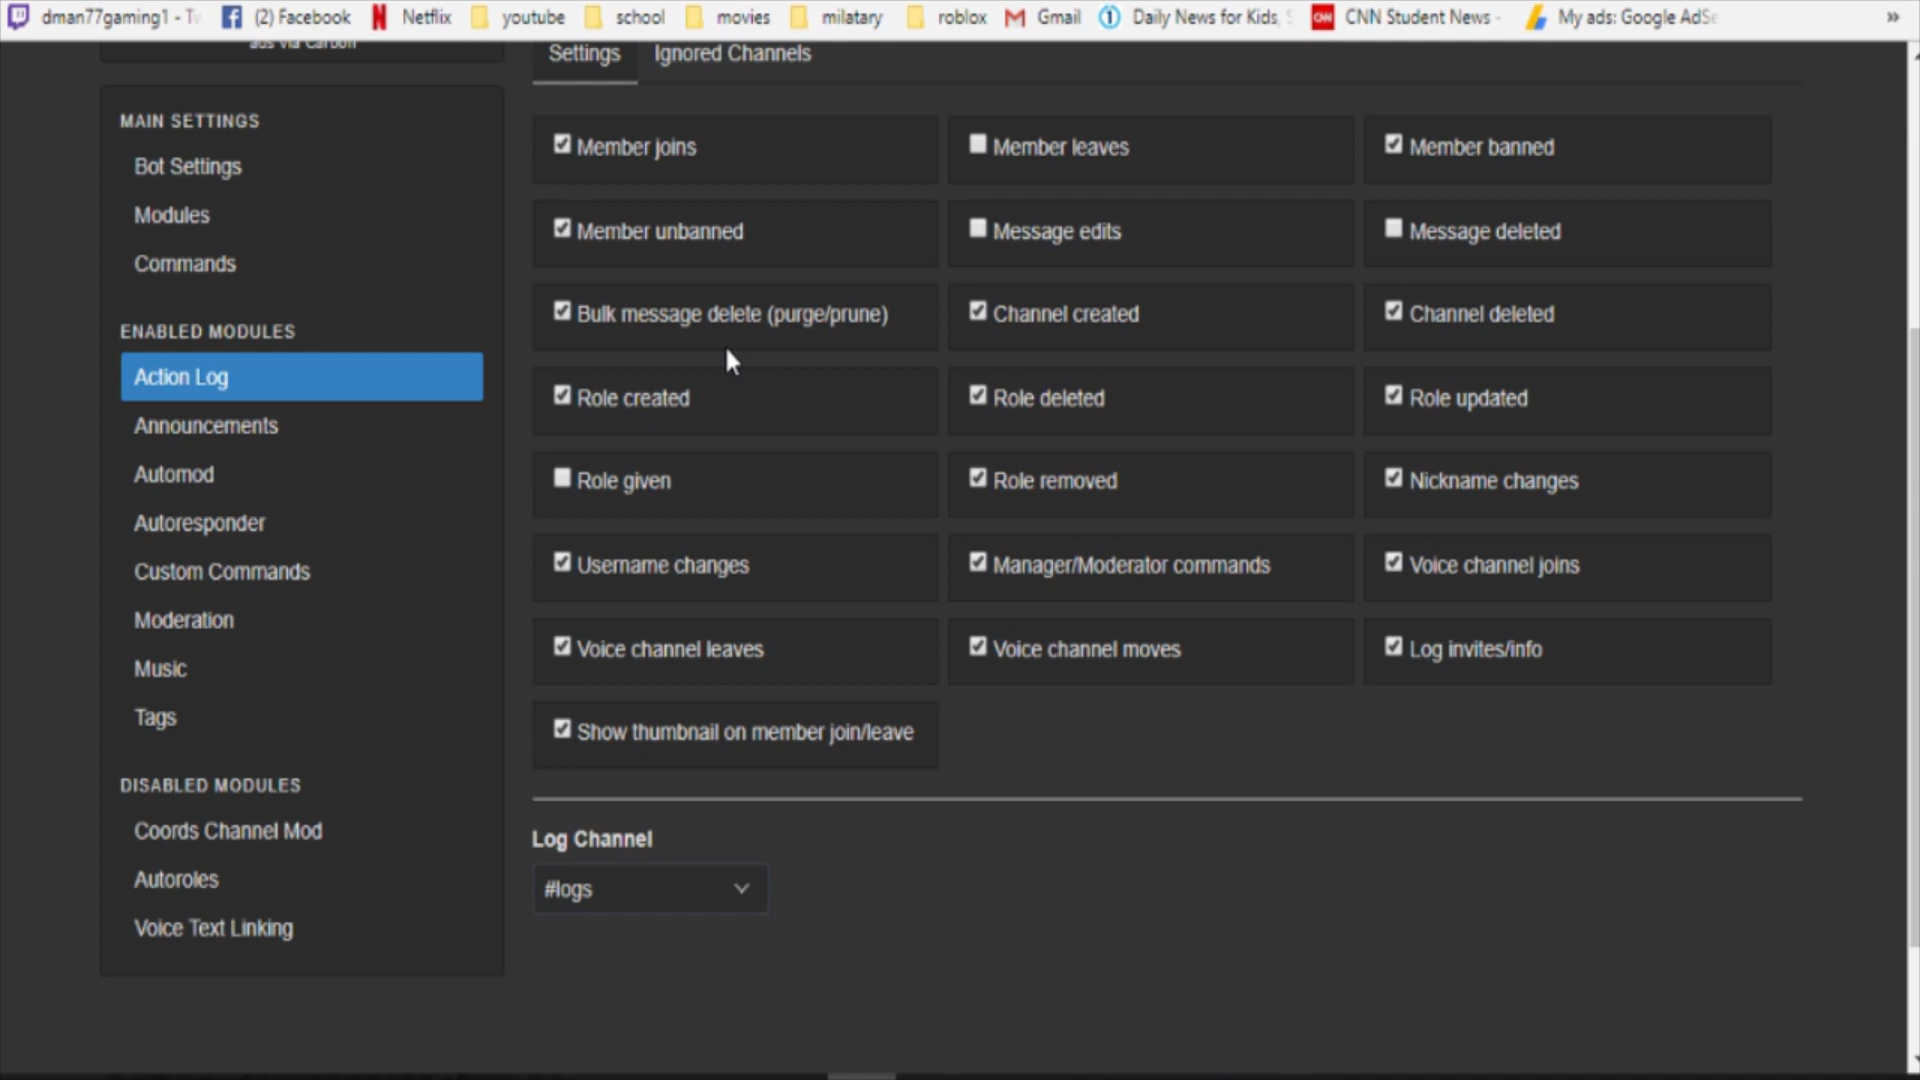 dman77gaming1 - Tw (2) Facebook Netflix youtube school movies milatary roblox Gmail Daily News for Kids, CNN Student News - My ads: Google AdSe »
ads via Carbon
Settings Ignored Channels
MAIN SETTINGS
Bot Settings
Modules
Commands
ENABLED MODULES
Action Log
Announcements
Automod
Autoresponder
Custom Commands
Moderation
Music
Tags
DISABLED MODULES
Coords Channel Mod
Autoroles
Voice Text Linking
Member joins Member leaves Member banned
Member unbanned Message edits Message deleted
Bulk message delete (purge/prune) Channel created Channel deleted
Role created Role deleted Role updated
Role given Role removed Nickname changes
Username changes Manager/Moderator commands Voice channel joins
Voice channel leaves Voice channel moves Log invites/info
Show thumbnail on member join/leave
Log Channel
#logs